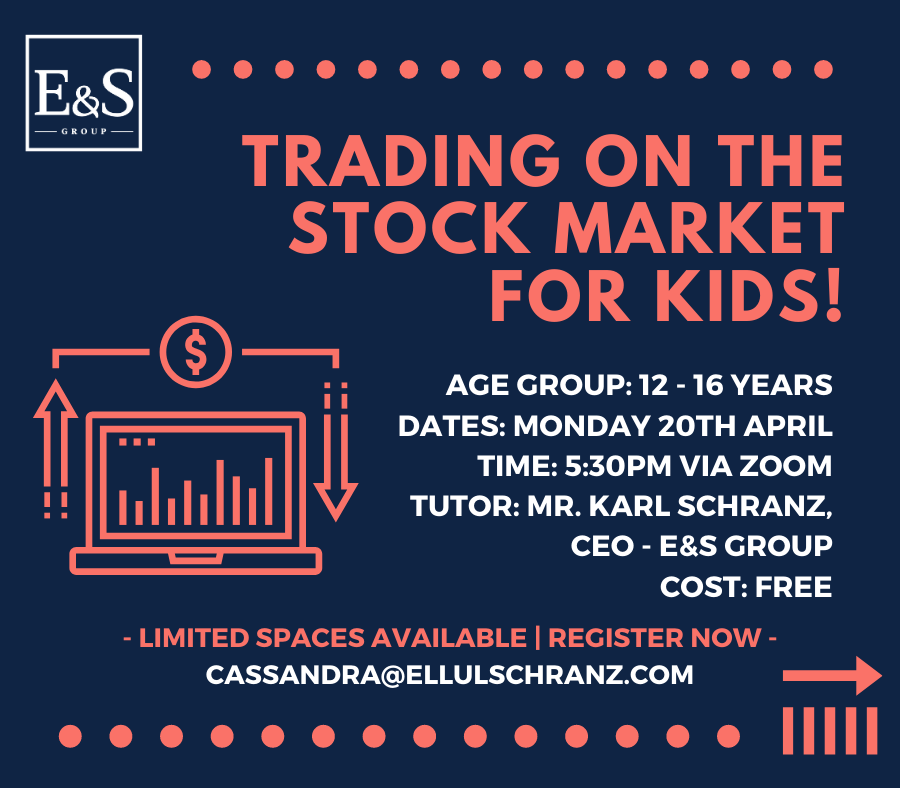 E&S
GROUP
TRADING ON THE
STOCK MARKET
FOR KIDS!
$
AGE GROUP: 12 - 16 YEARS
DATES: MONDAY 20TH APRIL
TIME: 5:30PM VIA ZOOM
TUTOR: MR. KARL SCHRANZ,
CEO - E&S GROUP
COST: FREE
- LIMITED SPACES AVAILABLE | REGISTER NOW -
CASSANDRA@ELLULSCHRANZ.COM